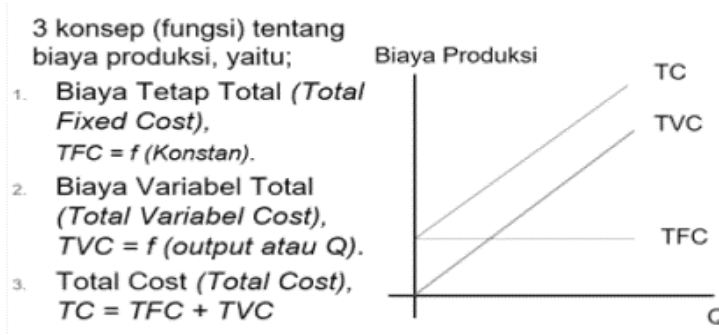 3 konsep (fungsi) tentang
biaya produksi, yaitu;
1. Biaya Tetap Total (Total
Fixed Cost),
TFC = f (Konstan).
2. Biaya Variabel Total
(Total Variabel Cost),
TVC = f (output atau Q).
3. Total Cost (Total Cost),
TC = TFC + TVC
Biaya Produksi
TC
TVC
TFC